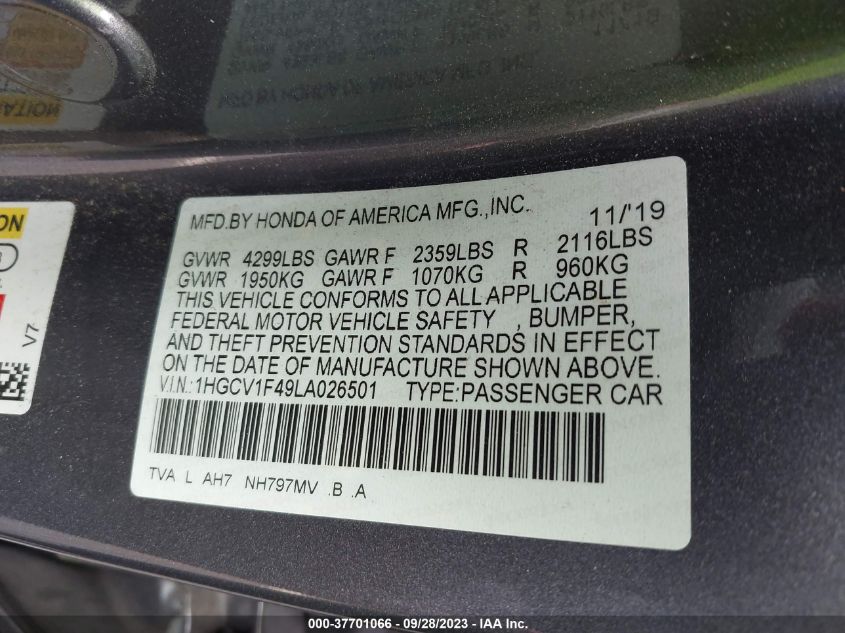 MFD.BY HONDA OF AMERICA MFG.,INC. 11/'19
GVWR 4299LBS GAWR F 2359LBS R 2116LBS
GVWR 1950KG GAWR F 1070KG R 960KG
THIS VEHICLE CONFORMS TO ALL APPLICABLE
FEDERAL MOTOR VEHICLE SAFETY , BUMPER,
AND THEFT PREVENTION STANDARDS IN EFFECT
ON THE DATE OF MANUFACTURE SHOWN ABOVE.
V.I.N.:1HGCV1F49LA026501 TYPE:PASSENGER CAR
TVA L AH7 NH797MV .B .A
ON
V7
000-37701066 - 09/28/2023 - 000-IAA